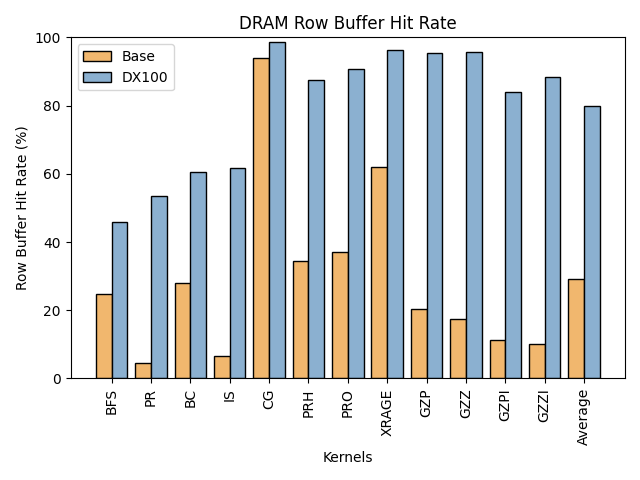 DRAM Row Buffer Hit Rate
Base
DX100
Row Buffer Hit Rate (%)
100
80
60
40
20
0
BFS
PR
BC
IS
CG
PRH
PRO
XRAGE
GZP
GZZ
GZPI
GZZI
Average
Kernels